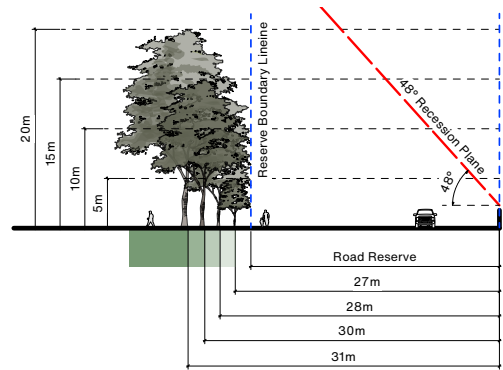 20m
15m
10m
5m
Reserve Boundary Lineine
48° Recession Plane
48°
Road Reserve
27m
28m
30m
31m